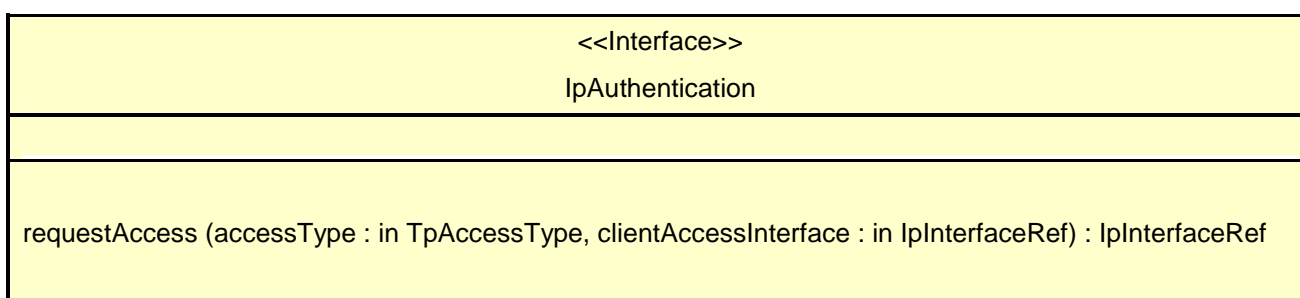 <<Interface>>
IpAuthentication
requestAccess (accessType : in TpAccessType, clientAccessInterface : in IpInterfaceRef) : IpInterfaceRef